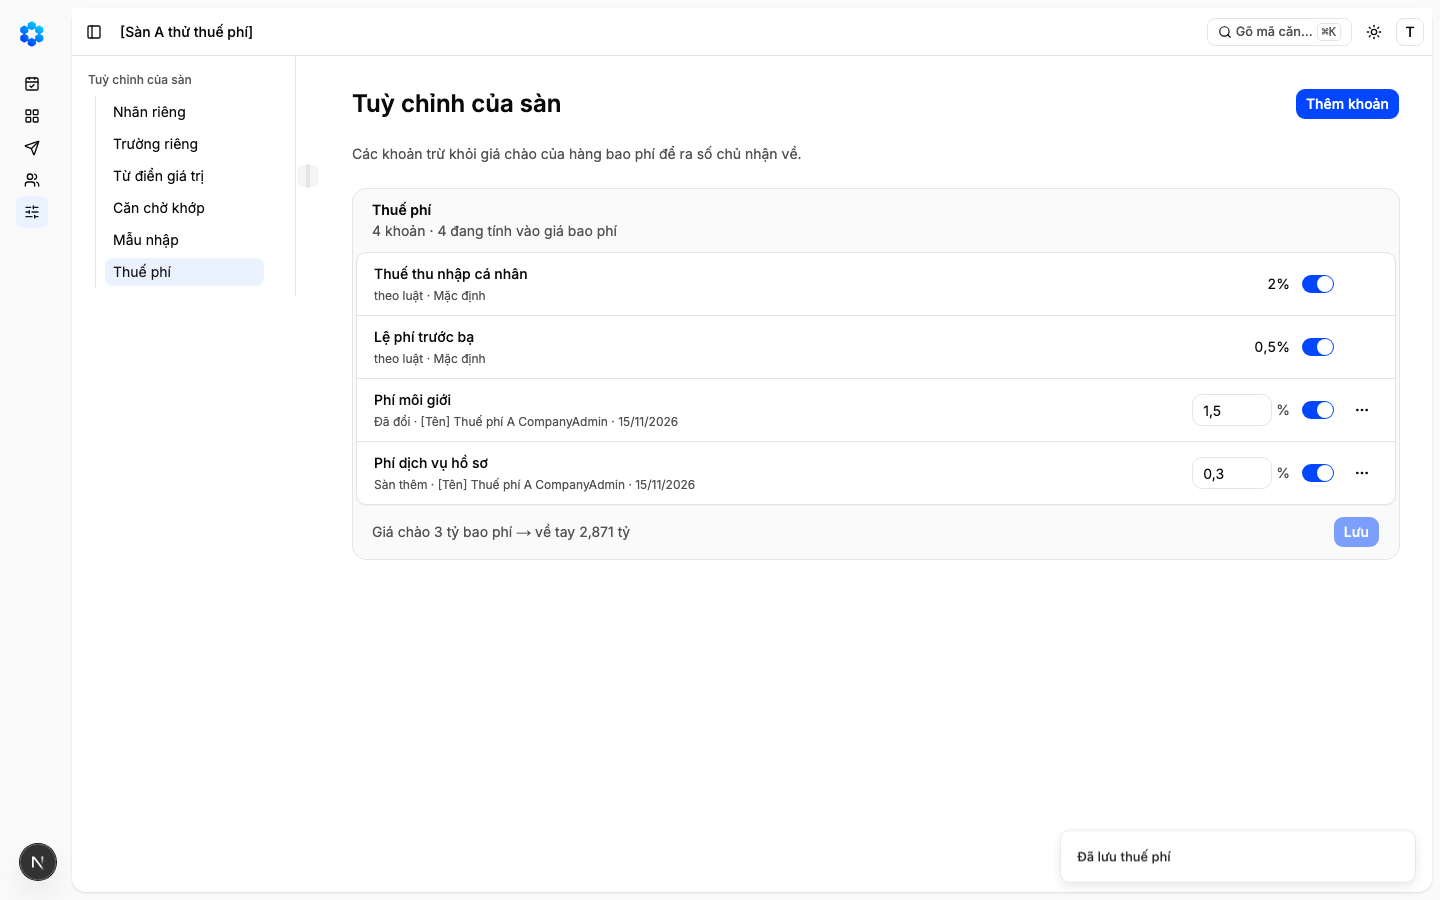 [Sàn A thử thuế phí]
Gõ mã căn... ⌘K
T
Tuỳ chỉnh của sàn
Nhãn riêng
Trường riêng
Từ điển giá trị
Căn chờ khớp
Mẫu nhập
Thuế phí
Tuỳ chỉnh của sàn
Thêm khoản
Các khoản trừ khỏi giá chào của hàng bao phí để ra số chủ nhận về.
Thuế phí
4 khoản · 4 đang tính vào giá bao phí
Thuế thu nhập cá nhân
theo luật · Mặc định
2%
Lệ phí trước bạ
theo luật · Mặc định
0,5%
Phí môi giới
Đã đổi · [Tên] Thuế phí A CompanyAdmin · 15/11/2026
1,5 %
Phí dịch vụ hồ sơ
Sàn thêm · [Tên] Thuế phí A CompanyAdmin · 15/11/2026
0,3 %
Giá chào 3 tỷ bao phí → về tay 2,871 tỷ
Lưu
N
Đã lưu thuế phí